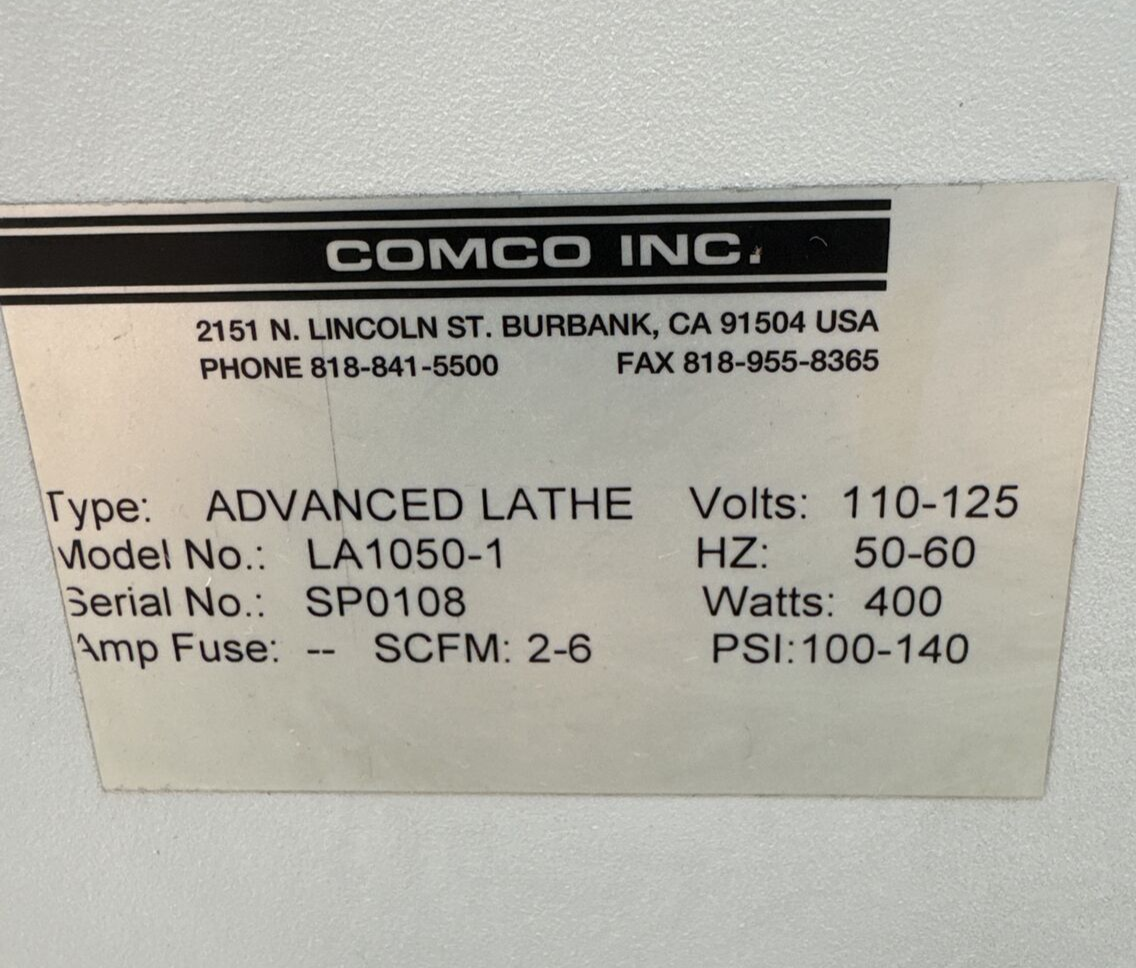 COMCO INC.
2151 N. LINCOLN ST. BURBANK, CA 91504 USA
PHONE 818-841-5500 FAX 818-955-8365
Type: ADVANCED LATHE Volts: 110-125
Model No.: LA1050-1 HZ: 50-60
Serial No.: SP0108 Watts: 400
Amp Fuse: -- SCFM: 2-6 PSI:100-140